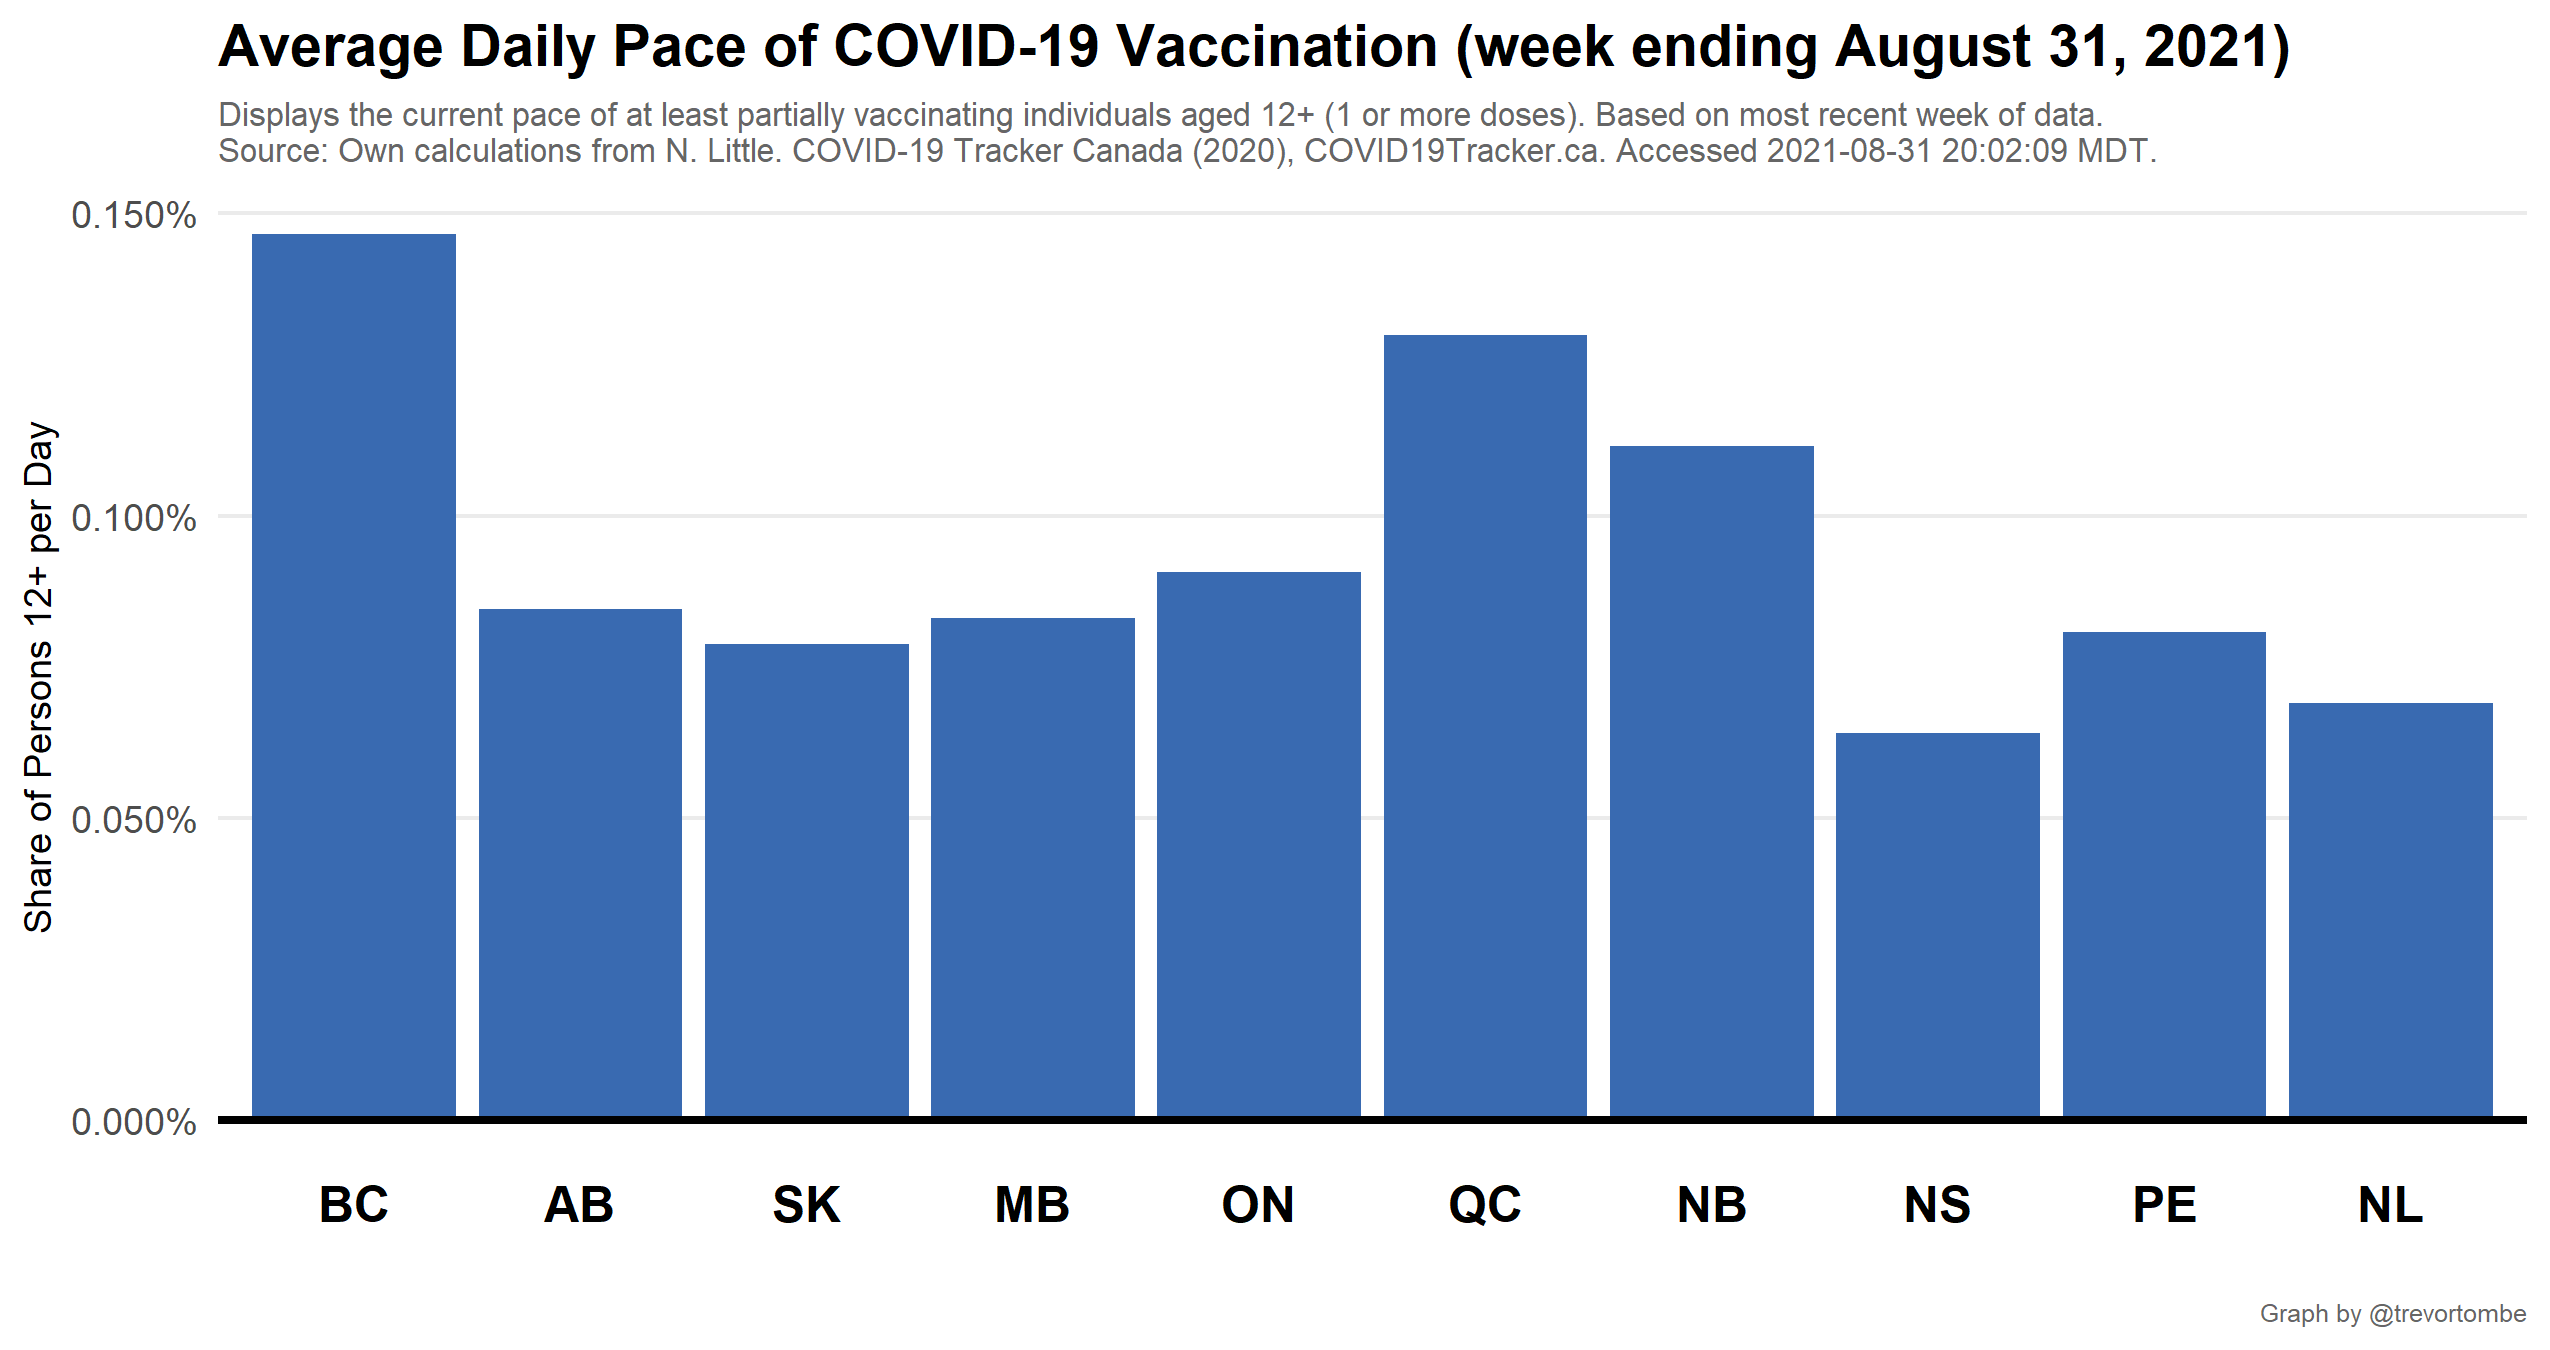 Average Daily Pace of COVID-19 Vaccination (week ending August 31, 2021)
Displays the current pace of at least partially vaccinating individuals aged 12+ (1 or more doses). Based on most recent week of data.
Source: Own calculations from N. Little. COVID-19 Tracker Canada (2020), COVID19Tracker.ca. Accessed 2021-08-31 20:02:09 MDT.
Share of Persons 12+ per Day
0.150%
0.100%
0.050%
0.000%
BC AB SK MB ON QC NB NS PE NL
Graph by @trevortombe